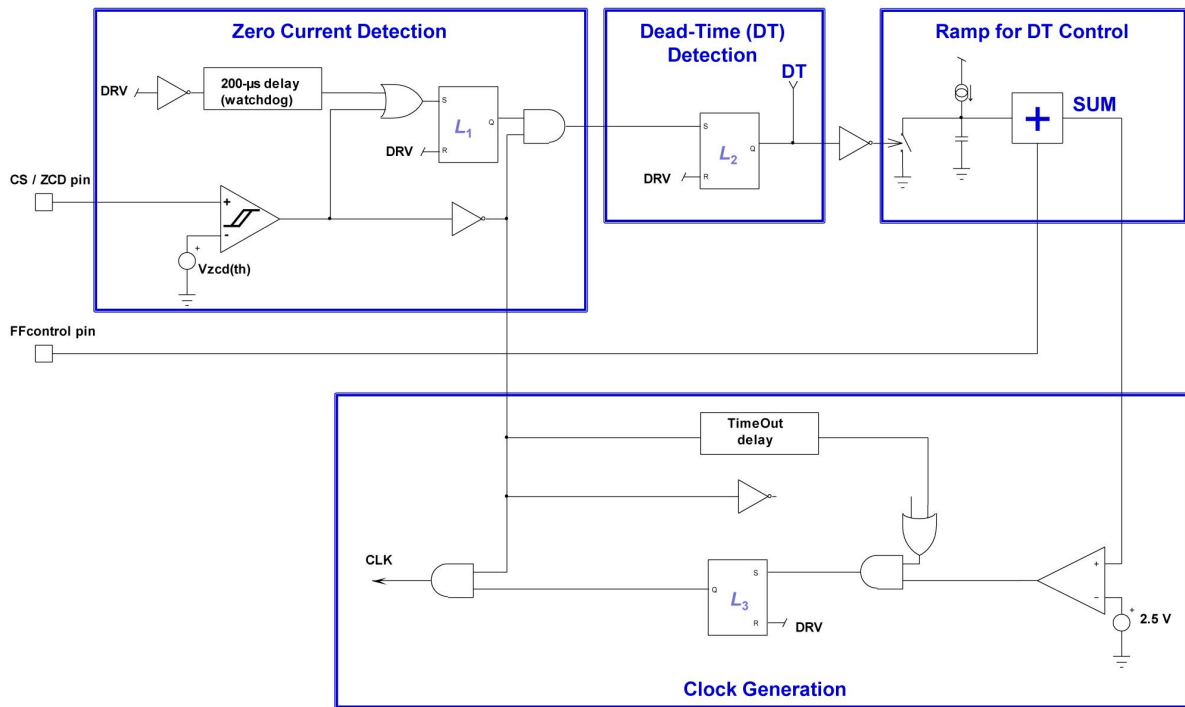 Zero Current Detection
DRV
200-µs delay
(watchdog)
S
L1
Q
R
DRV
CS / ZCD pin
+
-
+
Vzcd(th)
Dead-Time (DT)
Detection
DT
S
L2
Q
R
DRV
Ramp for DT Control
+
SUM
FFcontrol pin
TimeOut
delay
CLK
S
Q
L3
R
DRV
+
–
+
2.5 V
Clock Generation